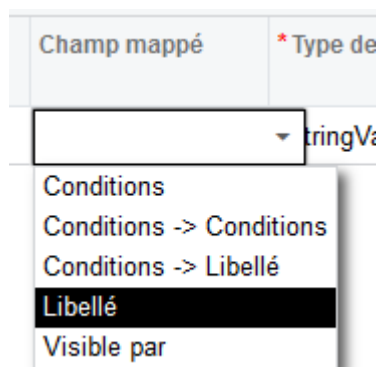 Champ mappé * Type de
tringVa
Conditions
Conditions -> Conditions
Conditions -> Libellé
Libellé
Visible par